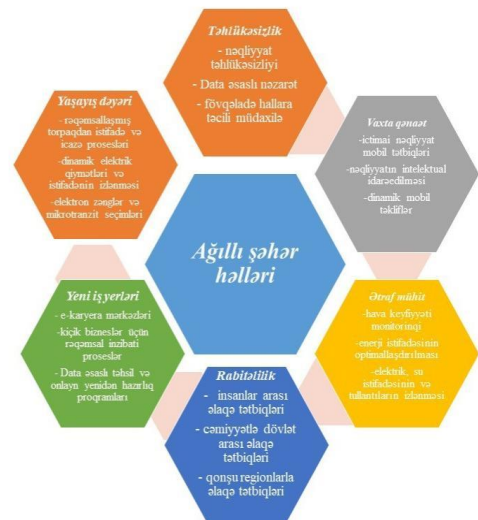 Təhlükəsizlik
- nəqliyyat
təhlükəsizliyi
- Data əsaslı nəzarət
- fövqəladə hallara
təcili müdaxilə
Vaxta qənaət
-ictimai nəqliyyat
mobil tətbiqləri
-nəqliyyatın intelektual
idarəedilməsi
-dinamik mobil
təkliflər
Ətraf mühit
-hava keyfiyyəti
monitorinqi
-enerji istifadəsinin
optimallaşdırılması
-elektrik, su
istifadəsinin və
tullantıların izlənməsi
Rabitəlilik
- insanlar arası
əlaqə tətbiqləri
- cəmiyyətlə dövlət
arası əlaqə
tətbiqləri
- qonşu regionlarla
əlaqə tətbiqləri
Yeni iş yerləri
- e-karyera mərkəzləri
-kiçik bizneslər üçün
rəqəmsal inzibati
proseslər
- Data əsaslı təhsil və
onlayn yenidən hazırlıq
proqramları
Yaşayış dəyəri
- rəqəmsallaşmış
torpaqdan istifadə və
icazə prosesləri
-dinamik elektrik
qiymətləri və
istifadənin izlənməsi
-elektron zənglər və
mikrotranzit seçimləri
Ağıllı şəhər
həlləri